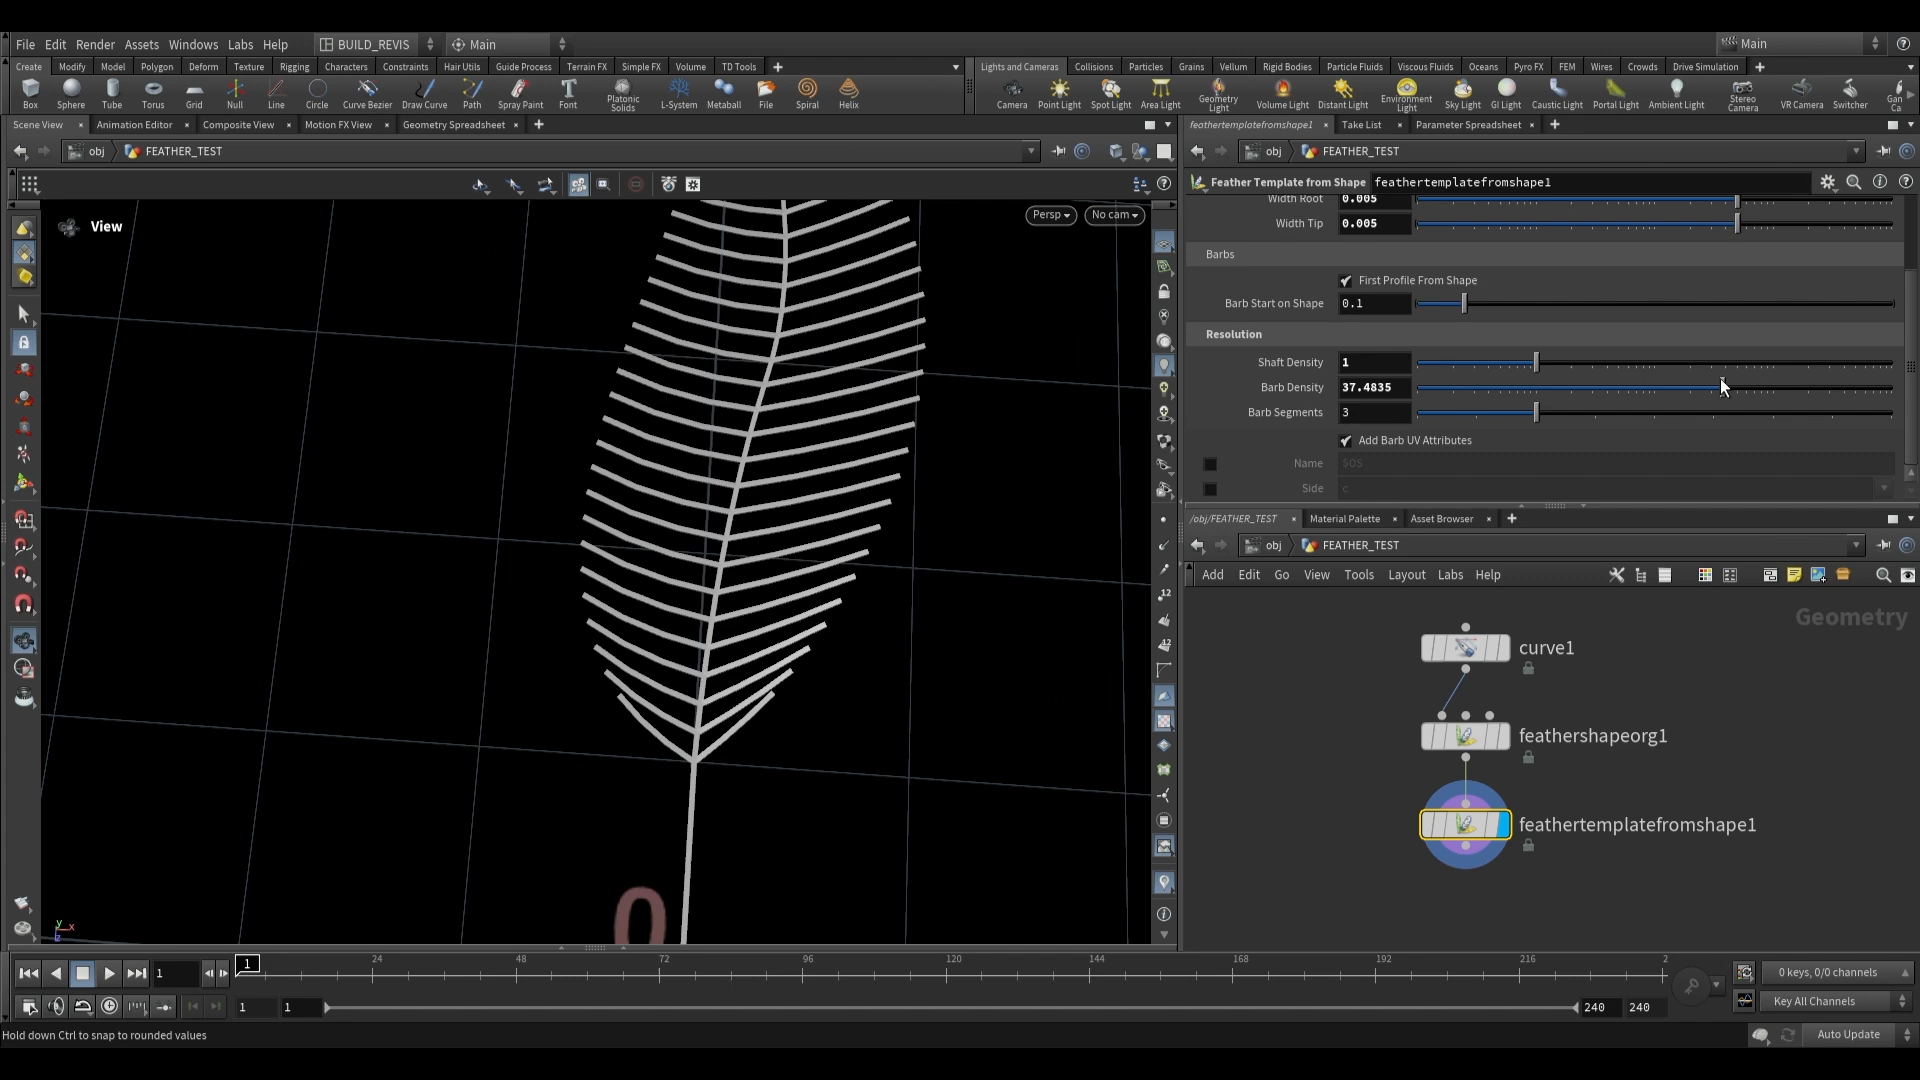 File Edit Render Assets Windows Labs Help BUILD_REVIS Main Main
Create Modify Model Polygon Deform Texture Rigging Characters Constraints Hair Utils Guide Process Terrain FX Simple FX Volume TD Tools
Lights and Cameras Collisions Particles Grains Vellum Rigid Bodies Particle Fluids Viscous Fluids Oceans Pyro FX FEM Wires Crowds Drive Simulation
Box Sphere Tube Torus Grid Null Line Circle Curve Bezier Draw Curve Path Spray Paint Font Platonic Solids L-System Metaball File Spiral Helix
Camera Point Light Spot Light Area Light Geometry Light Volume Light Distant Light Environment Light Sky Light GI Light Caustic Light Portal Light Ambient Light Stereo Camera VR Camera Switcher Gan Ca
Scene View Animation Editor Composite View Motion FX View Geometry Spreadsheet
feathertemplatefromshape1 Take List Parameter Spreadsheet
obj FEATHER_TEST
obj FEATHER_TEST
Feather Template from Shape feathertemplatefromshape1
View
Persp No cam
Width Root 0.005
Width Tip 0.005
Barbs
First Profile From Shape
Barb Start on Shape 0.1
Resolution
Shaft Density 1
Barb Density 37.4835
Barb Segments 3
Add Barb UV Attributes
Name $OS
Side c
/obj/FEATHER_TEST Material Palette Asset Browser
obj FEATHER_TEST
Add Edit Go View Tools Layout Labs Help
Geometry
curve1
feathershapeorg1
feathertemplatefromshape1
0
y x z
1 1 24 48 72 96 120 144 168 192 216 2
0 keys, 0/0 channels
1 1 240 240
Key All Channels
Hold down Ctrl to snap to rounded values
Auto Update